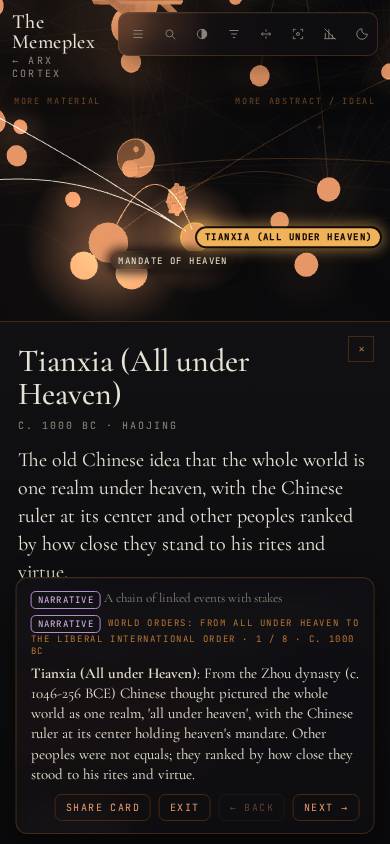 The
Memeplex
← ARX
CORTEX
MORE MATERIAL
MORE ABSTRACT / IDEAL
TIANXIA (ALL UNDER HEAVEN)
MANDATE OF HEAVEN
Tianxia (All under
Heaven)
×
C. 1000 BC · HAOJING
The old Chinese idea that the whole world is
one realm under heaven, with the Chinese
ruler at its center and other peoples ranked
by how close they stand to his rites and
virtue.
NARRATIVE A chain of linked events with stakes
NARRATIVE WORLD ORDERS: FROM ALL UNDER HEAVEN TO
THE LIBERAL INTERNATIONAL ORDER · 1 / 8 · C. 1000
BC
Tianxia (All under Heaven): From the Zhou dynasty (c.
1046-256 BCE) Chinese thought pictured the whole
world as one realm, 'all under heaven', with the Chinese
ruler at its center holding heaven's mandate. Other
peoples were not equals; they ranked by how close they
stood to his rites and virtue.
SHARE CARD
EXIT
← BACK
NEXT →